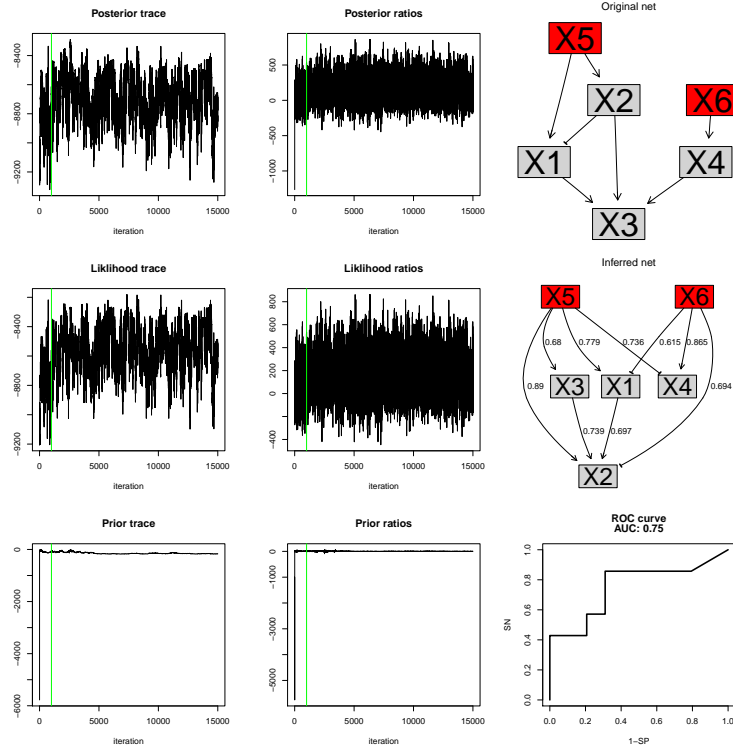 Posterior trace
−9200
−8800
−8400
0
5000
10000
15000
iteration
Posterior ratios
−1000
−500
0
500
0
5000
10000
15000
iteration
Original net
X5
X2
X6
X1
X4
X3
Liklihood trace
−9200
−8800
−8400
0
5000
10000
15000
iteration
Liklihood ratios
−400
0
200
400
600
800
0
5000
10000
15000
iteration
Inferred net
X5
X6
0.68
0.779
0.736
0.615
0.865
0.89
X3
X1
X4
0.694
0.739
0.697
X2
Prior trace
−6000
−4000
−2000
0
0
5000
10000
15000
iteration
Prior ratios
−5000
−3000
−1000
0
0
5000
10000
15000
iteration
ROC curve
AUC: 0.75
SN
0.0
0.2
0.4
0.6
0.8
1.0
0.0
0.2
0.4
0.6
0.8
1.0
1−SP